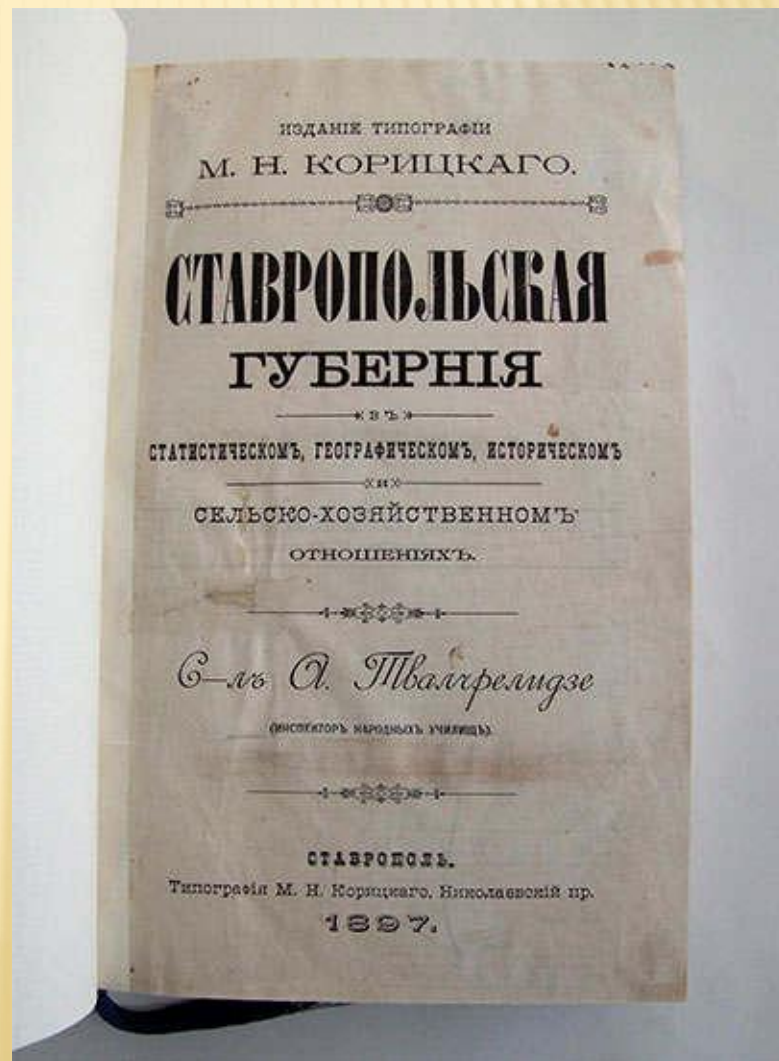 ИЗДАНІЕ ТИПОГРАФІИ
М. Н. КОРИЦКАГО.
СТАВРОПОЛЬСКАЯ
ГУБЕРНІЯ
ВЪ
СТАТИСТИЧЕСКОМЪ, ГЕОГРАФИЧЕСКОМЪ, ИСТОРИЧЕСКОМЪ
И
СЕЛЬСКО-ХОЗЯЙСТВЕННОМЪ
ОТНОШЕНІЯХЪ.
С—лъ А. Твалчрелидзе
(ИНСПЕКТОРЪ НАРОДНЫХЪ УЧИЛИЩЪ).
СТАВРОПОЛЬ.
Типографія М. Н. Корицкаго, Николаевскій пр.
1897.